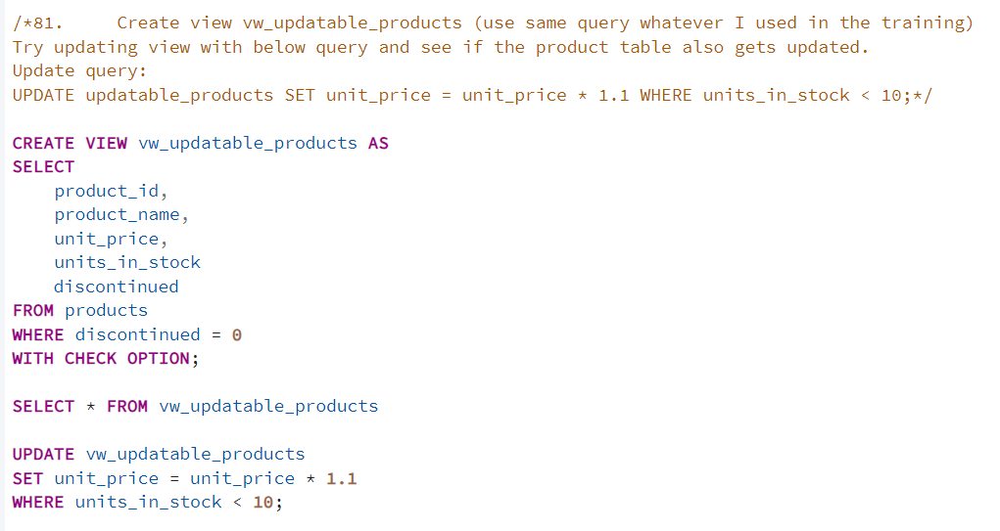 /*81.     Create view vw_updatable_products (use same query whatever I used in the training)
Try updating view with below query and see if the product table also gets updated.
Update query:
UPDATE updatable_products SET unit_price = unit_price * 1.1 WHERE units_in_stock < 10;*/

CREATE VIEW vw_updatable_products AS
SELECT
    product_id,
    product_name,
    unit_price,
    units_in_stock
    discontinued
FROM products
WHERE discontinued = 0
WITH CHECK OPTION;

SELECT * FROM vw_updatable_products

UPDATE vw_updatable_products
SET unit_price = unit_price * 1.1
WHERE units_in_stock < 10;